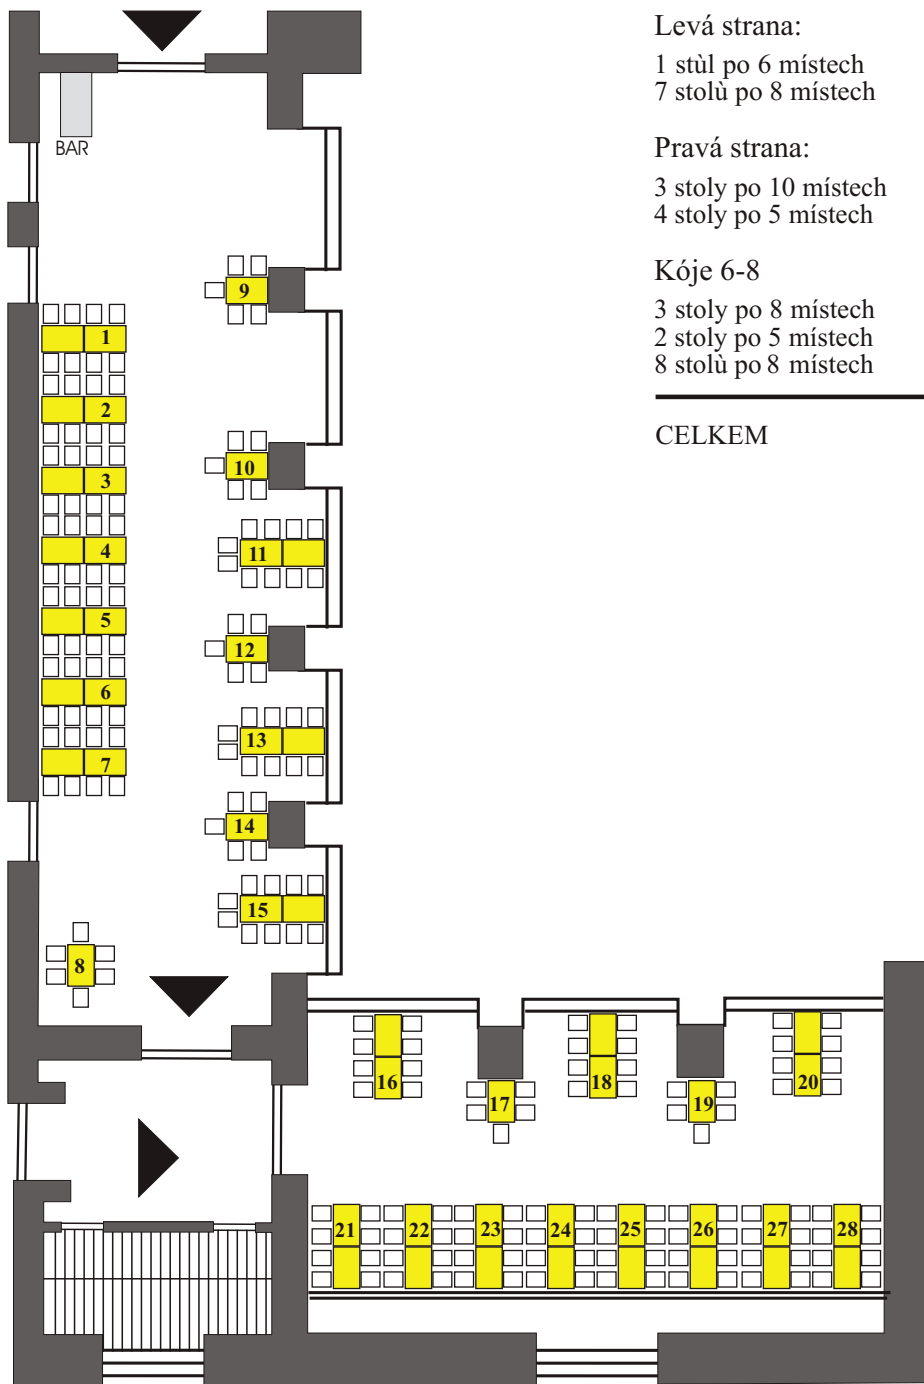 Levá strana:
1 stùl po 6 místech
7 stolù po 8 místech
Pravá strana:
3 stoly po 10 místech
4 stoly po 5 místech
Kóje 6-8
3 stoly po 8 místech
2 stoly po 5 místech
8 stolù po 8 místech
CELKEM
BAR
9
1
2
3
10
4
11
5
12
6
13
7
14
15
8
16
17
18
19
20
21 22 23 24 25 26 27 28